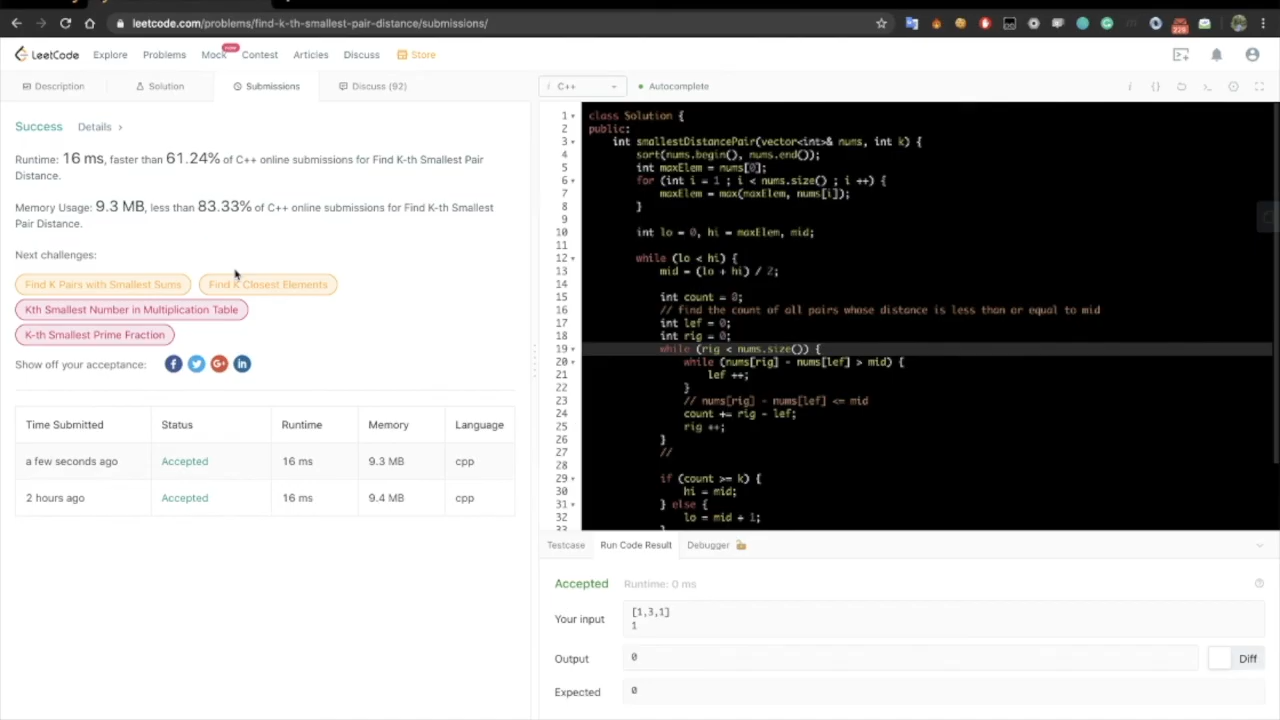 leetcode.com/problems/find-k-th-smallest-pair-distance/submissions/
229
LeetCode
Explore
Problems
Mock
new
Contest
Articles
Discuss
Store
Description
Solution
Submissions
Discuss (92)
Success
Details
Runtime: 16 ms, faster than 61.24% of C++ online submissions for Find K-th Smallest Pair
Distance.
Memory Usage: 9.3 MB, less than 83.33% of C++ online submissions for Find K-th Smallest
Pair Distance.
Next challenges:
Find K Pairs with Smallest Sums
Find K Closest Elements
Kth Smallest Number in Multiplication Table
K-th Smallest Prime Fraction
Show off your acceptance:
Time Submitted Status Runtime Memory Language
a few seconds ago Accepted 16 ms 9.3 MB cpp
2 hours ago Accepted 16 ms 9.4 MB cpp
i C++
Autocomplete
1 class Solution {
2 public:
3 int smallestDistancePair(vector<int>& nums, int k) {
4 sort(nums.begin(), nums.end());
5 int maxElem = nums[0];
6 for (int i = 1 ; i < nums.size() ; i ++) {
7 maxElem = max(maxElem, nums[i]);
8 }
9
10 int lo = 0, hi = maxElem, mid;
11
12 while (lo < hi) {
13 mid = (lo + hi) / 2;
14
15 int count = 0;
16 // find the count of all pairs whose distance is less than or equal to mid
17 int lef = 0;
18 int rig = 0;
19 while (rig < nums.size()) {
20 while (nums[rig] - nums[lef] > mid) {
21 lef ++;
22 }
23 // nums[rig] - nums[lef] <= mid
24 count += rig - lef;
25 rig ++;
26 }
27 //
28
29 if (count >= k) {
30 hi = mid;
31 } else {
32 lo = mid + 1;
33 }
Testcase
Run Code Result
Debugger
Accepted
Runtime: 0 ms
Your input
[1,3,1]
1
Output
0
Diff
Expected
0